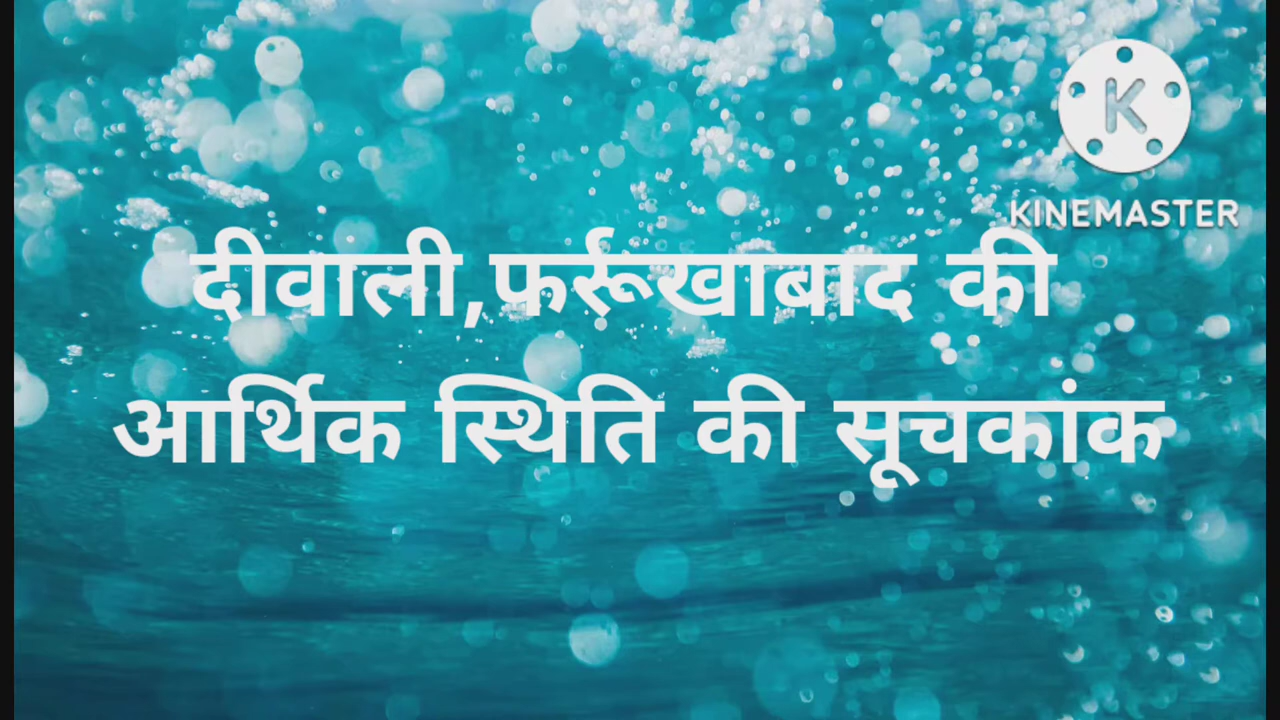 K
KINEMASTER
दीवाली,फर्रूखाबाद की
आर्थिक स्थिति की सूचकांक